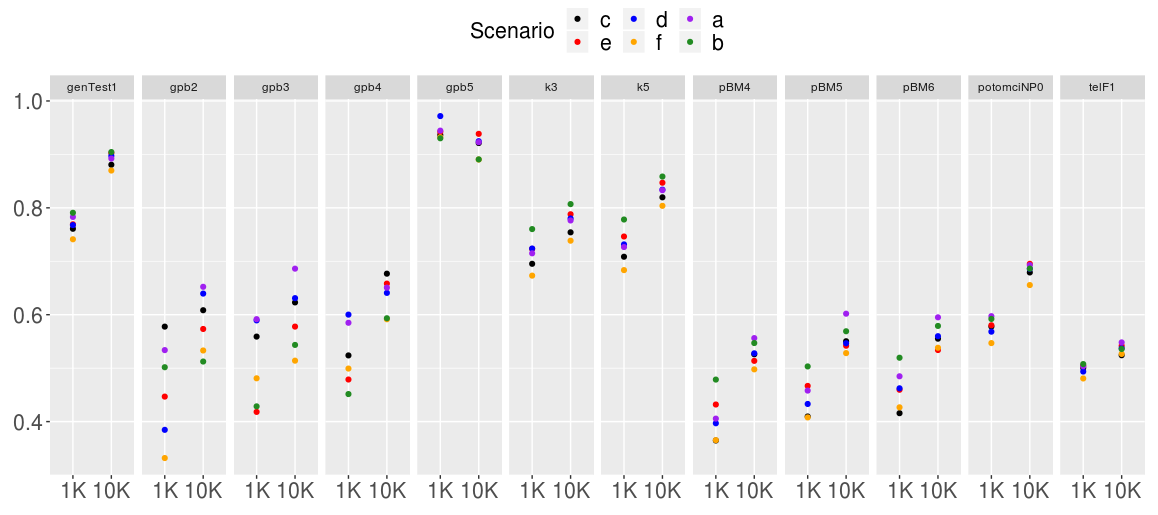 Scenario c d a
e f b
genTest1 gpb2 gpb3 gpb4 gpb5 k3 k5 pBM4 pBM5 pBM6 potomciNP0 telF1
1.0
0.8
0.6
0.4
1K 10K 1K 10K 1K 10K 1K 10K 1K 10K 1K 10K 1K 10K 1K 10K 1K 10K 1K 10K 1K 10K 1K 10K